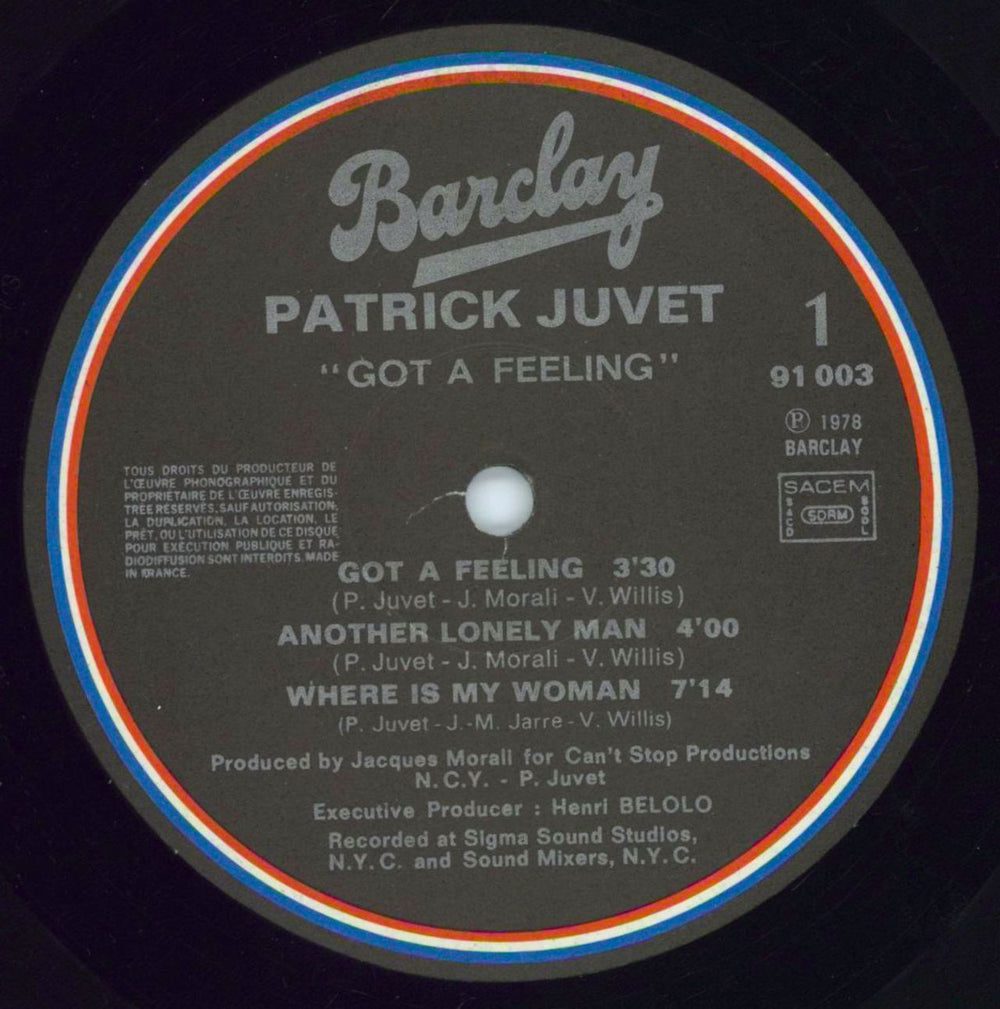 Barclay
PATRICK JUVET
1
"GOT A FEELING"
91 003
Ⓟ 1978
BARCLAY
TOUS DROITS DU PRODUCTEUR DE
L'ŒUVRE PHONOGRAPHIQUE ET DU
PROPRIÉTAIRE DE L'ŒUVRE ENREGIS-
TRÉE RÉSERVÉS, SAUF AUTORISATION,
LA DUPLICATION, LA LOCATION, LE
PRÊT, OU L'UTILISATION DE CE DISQUE
POUR EXÉCUTION PUBLIQUE ET RA-
DIODIFFUSION SONT INTERDITS. MADE
IN FRANCE.
SACEM
SACD
SDRM
SGDL
GOT A FEELING 3'30
(P. Juvet - J. Morali - V. Willis)
ANOTHER LONELY MAN 4'00
(P. Juvet - J. Morali - V. Willis)
WHERE IS MY WOMAN 7'14
(P. Juvet - J.-M. Jarre - V. Willis)
Produced by Jacques Morali for Can't Stop Productions
N.C.Y. - P. Juvet
Executive Producer : Henri BELOLO
Recorded at Sigma Sound Studios,
N.Y.C. and Sound Mixers, N.Y.C.